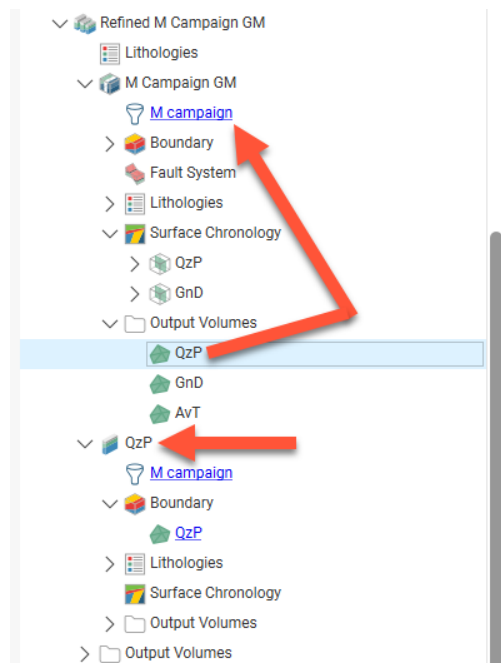 Refined M Campaign GM
Lithologies
M Campaign GM
M campaign
Boundary
Fault System
Lithologies
Surface Chronology
QzP
GnD
Output Volumes
QzP
GnD
AvT
QzP
M campaign
Boundary
QzP
Lithologies
Surface Chronology
Output Volumes
Output Volumes